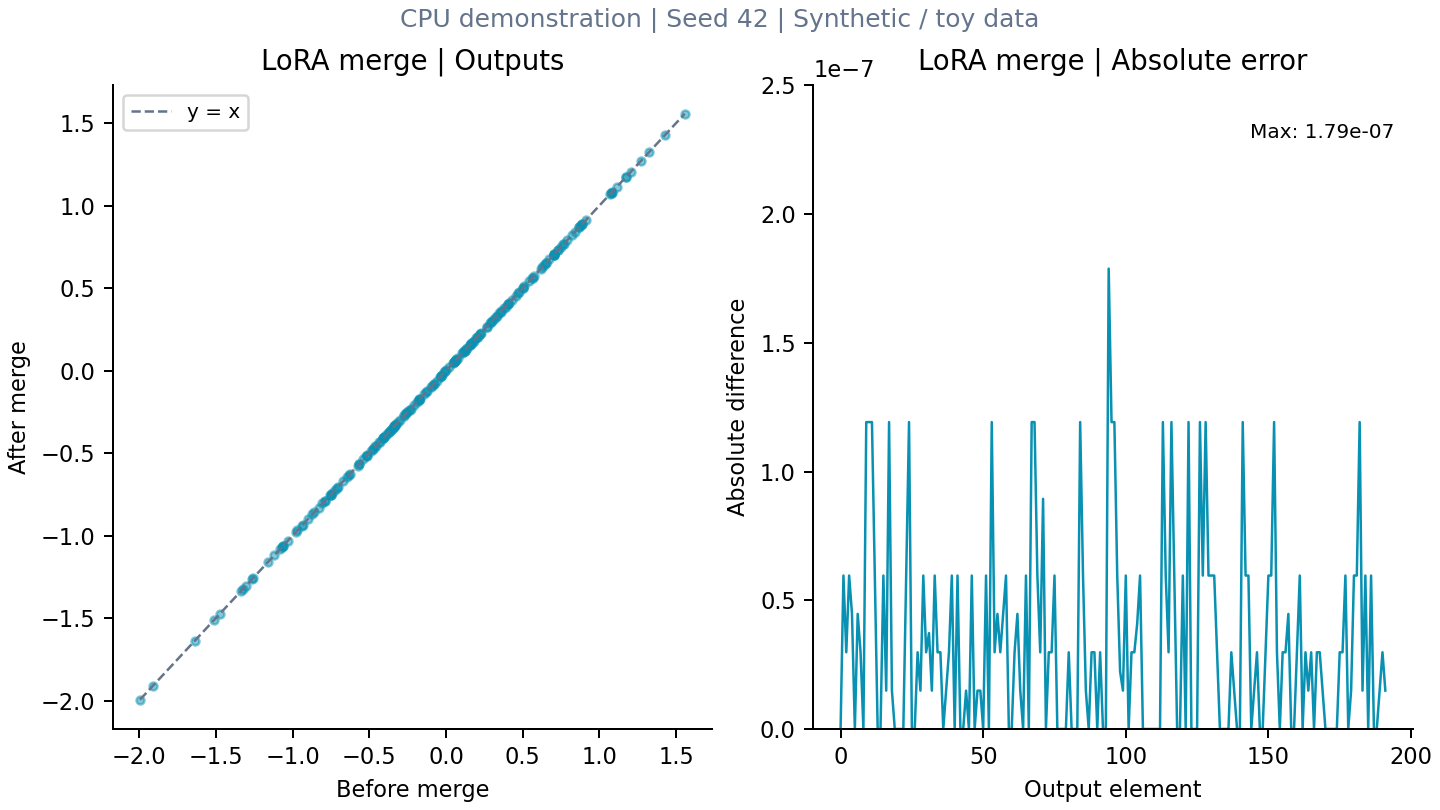 CPU demonstration | Seed 42 | Synthetic / toy data
LoRA merge | Outputs
y = x
1.5
1.0
0.5
0.0
−0.5
−1.0
−1.5
−2.0
After merge
−2.0 −1.5 −1.0 −0.5 0.0 0.5 1.0 1.5
Before merge
LoRA merge | Absolute error
1e−7
Max: 1.79e-07
2.5
2.0
1.5
1.0
0.5
0.0
Absolute difference
0 50 100 150 200
Output element